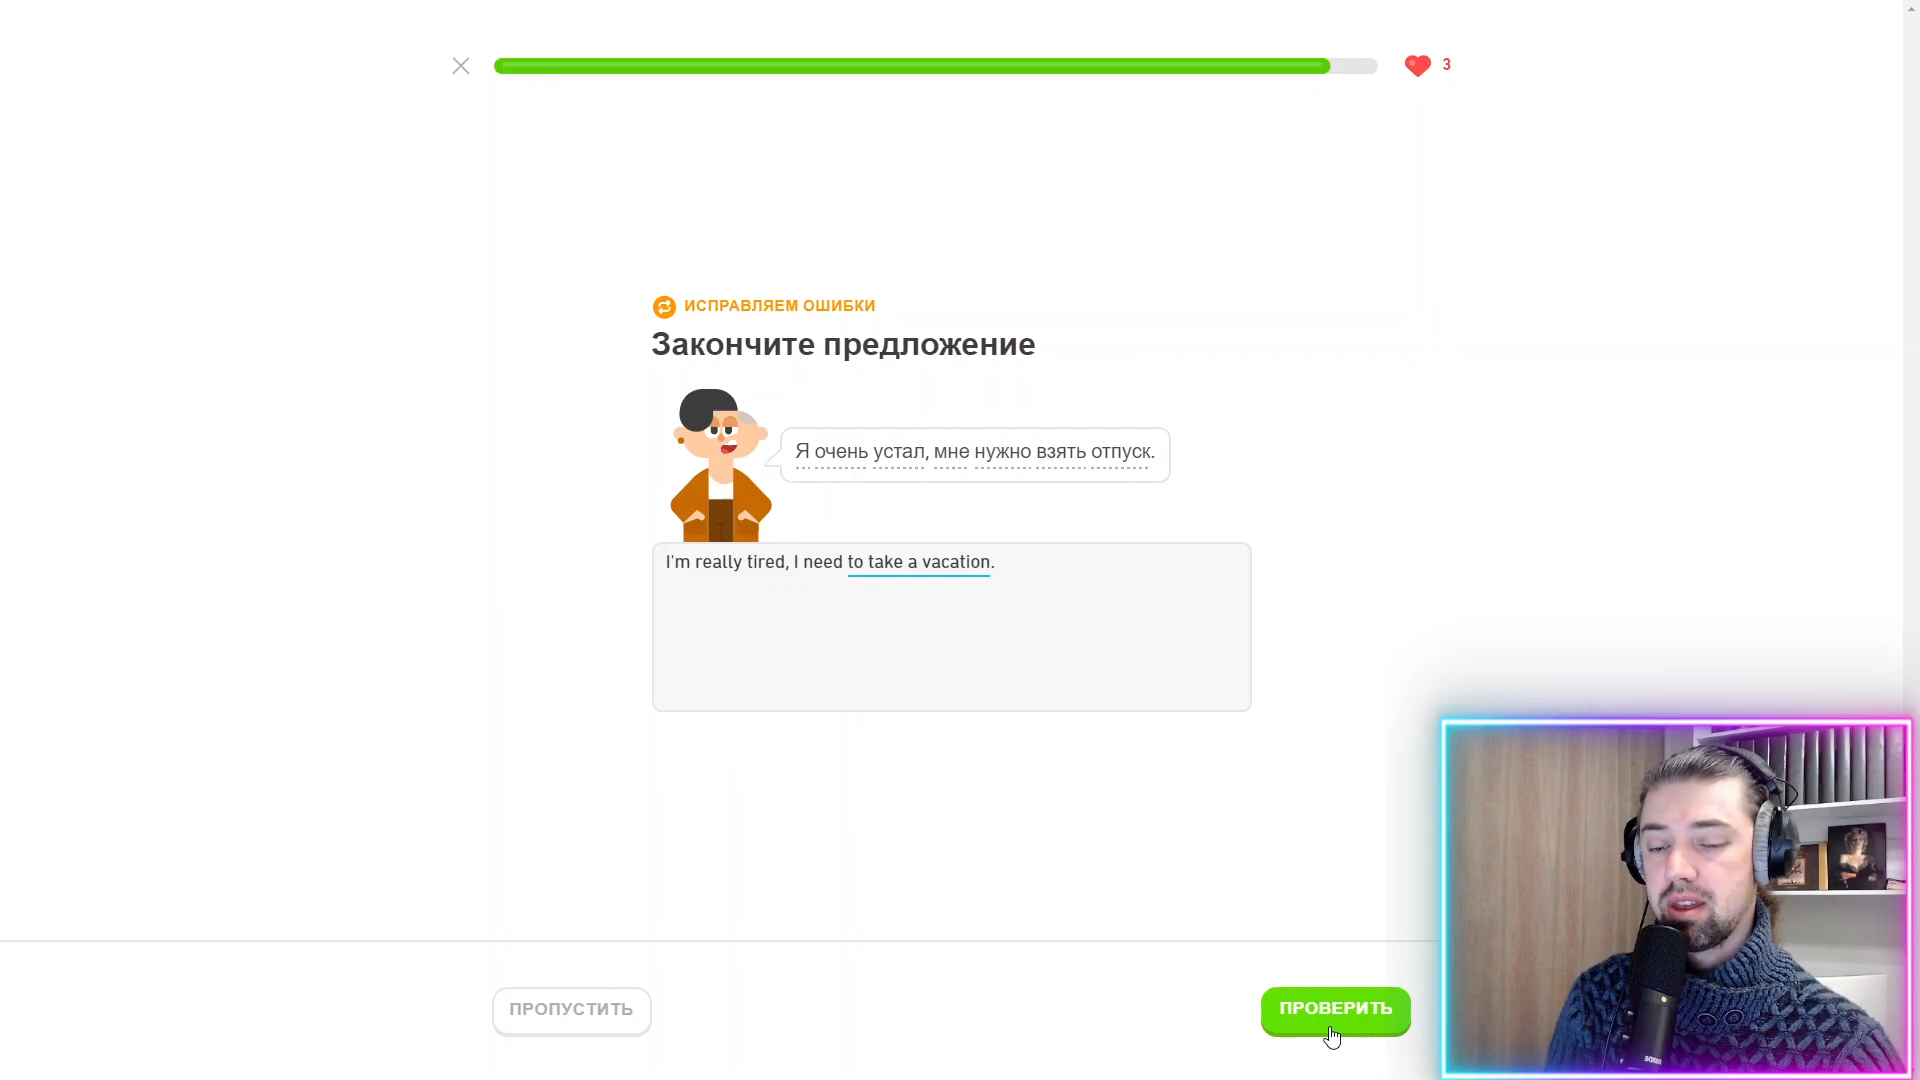 3
ИСПРАВЛЯЕМ ОШИБКИ
Закончите предложение
Я очень устал, мне нужно взять отпуск.
I'm really tired, I need to take a vacation.
ПРОПУСТИТЬ
ПРОВЕРИТЬ